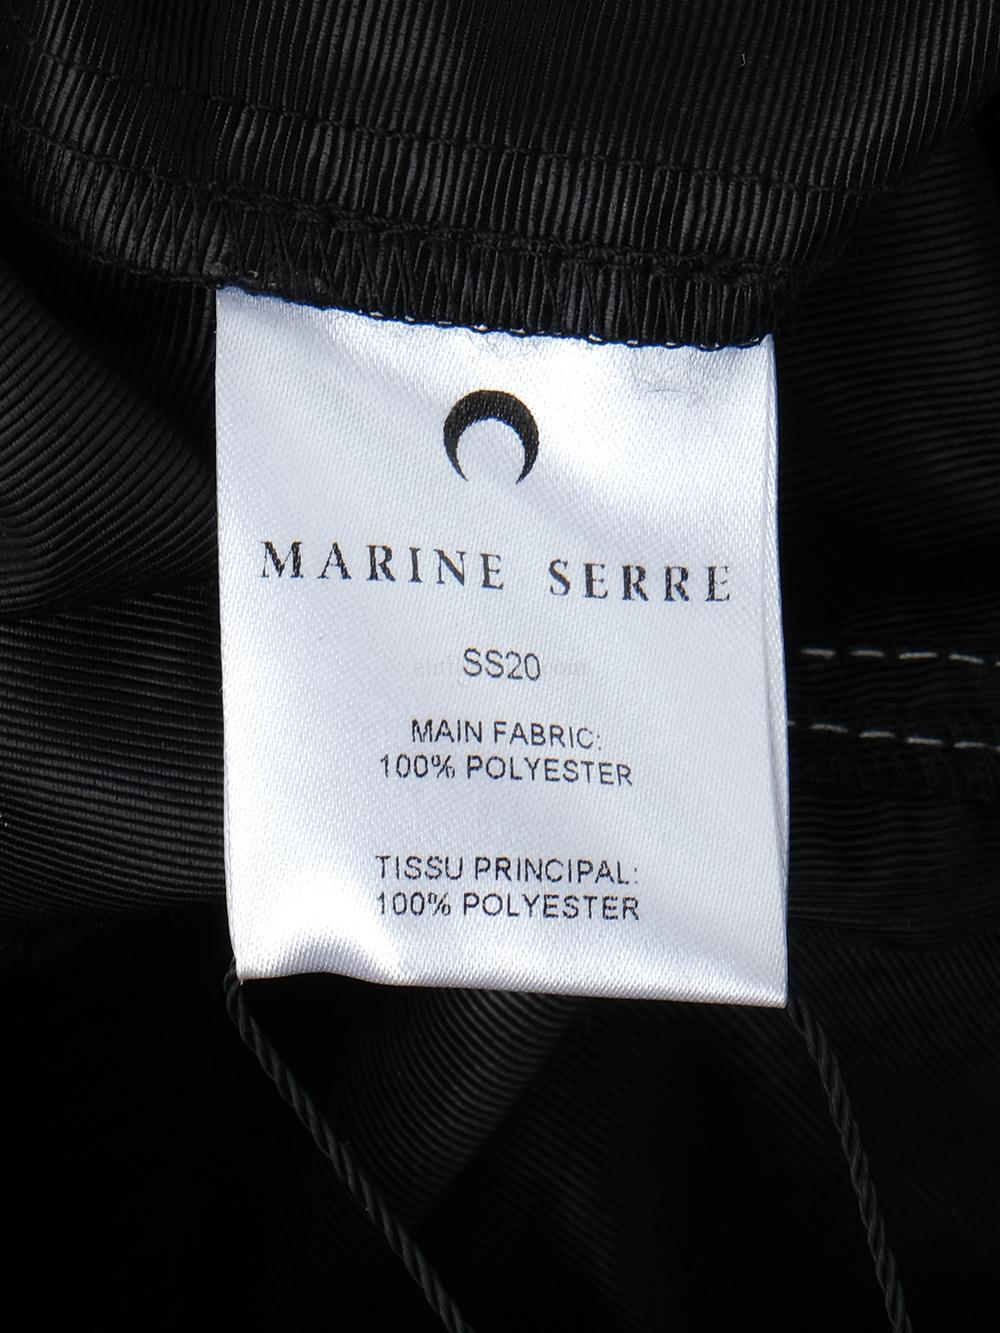 MARINE SERRE
SS20
MAIN FABRIC:
100% POLYESTER
TISSU PRINCIPAL:
100% POLYESTER